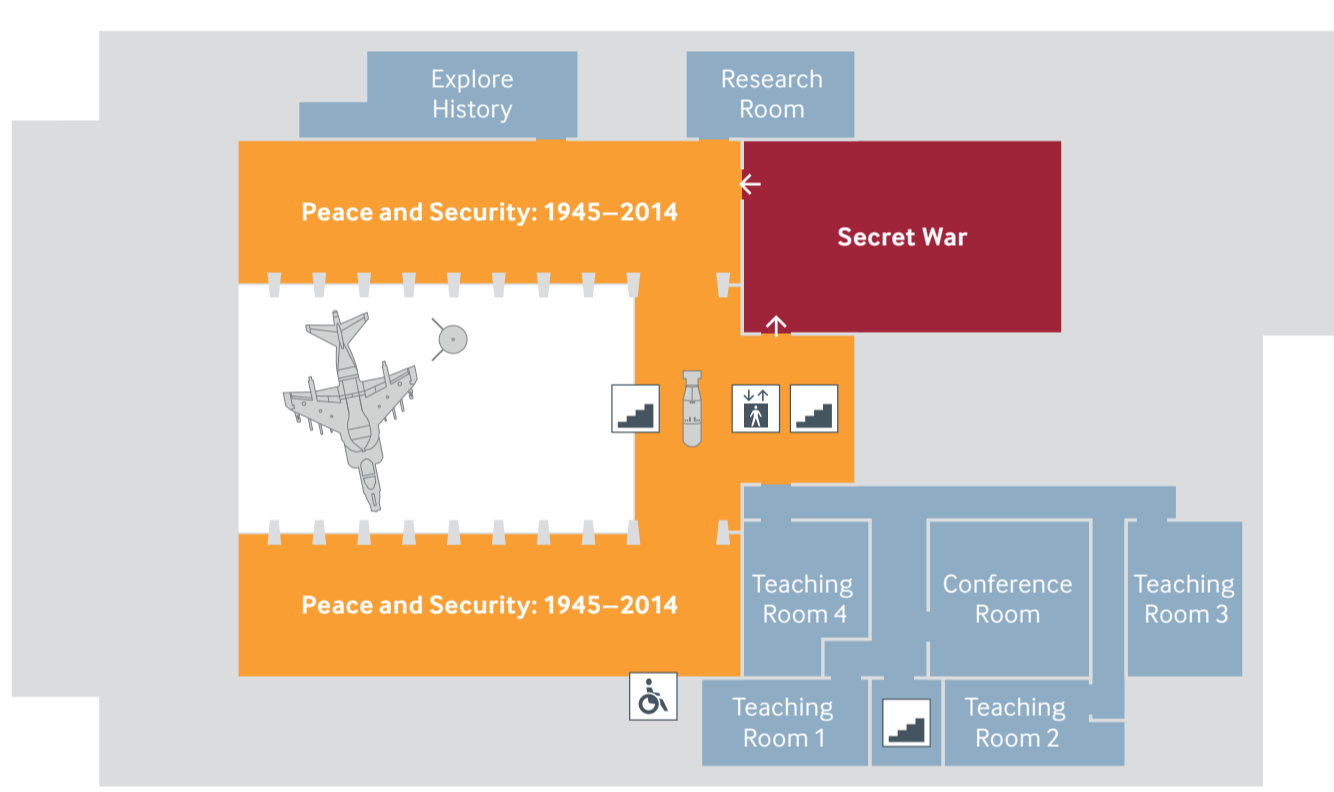 Explore
History
Research
Room
Peace and Security: 1945–2014
Secret War
Peace and Security: 1945–2014
Teaching
Room 4
Conference
Room
Teaching
Room 3
Teaching
Room 1
Teaching
Room 2